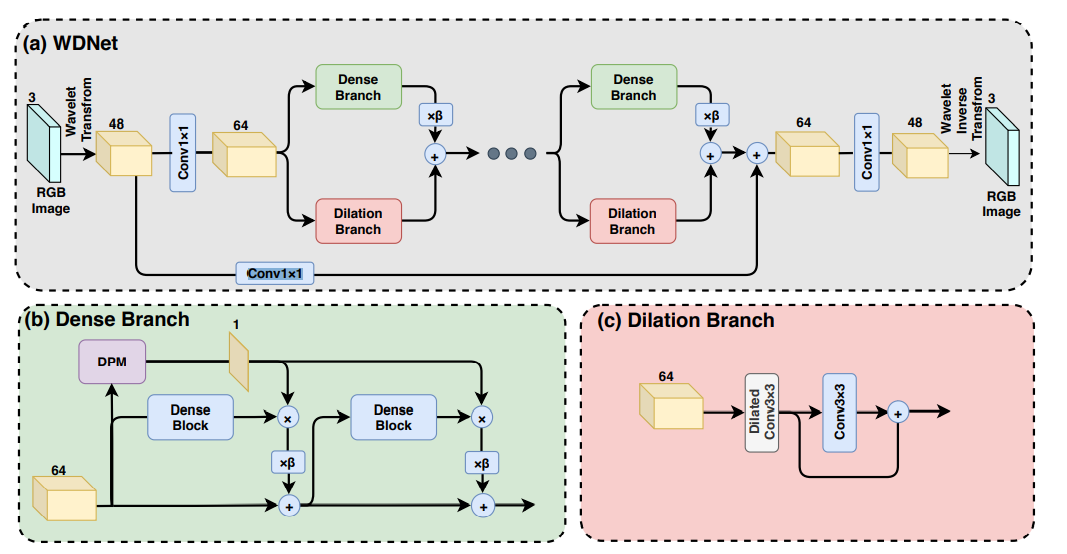 (a) WDNet
3
Wavelet
Transfrom
RGB
Image
48
Conv1×1
64
Dense
Branch
×β
+
Dilation
Branch
Dense
Branch
×β
+
+
Dilation
Branch
64
Conv1×1
48
Wavelet
Inverse
Transfrom
3
RGB
Image
Conv1×1
(b) Dense Branch
1
DPM
Dense
Block
×
Dense
Block
×
×β
×β
64
+
+
(c) Dilation Branch
64
Dilated
Conv3×3
Conv3×3
+